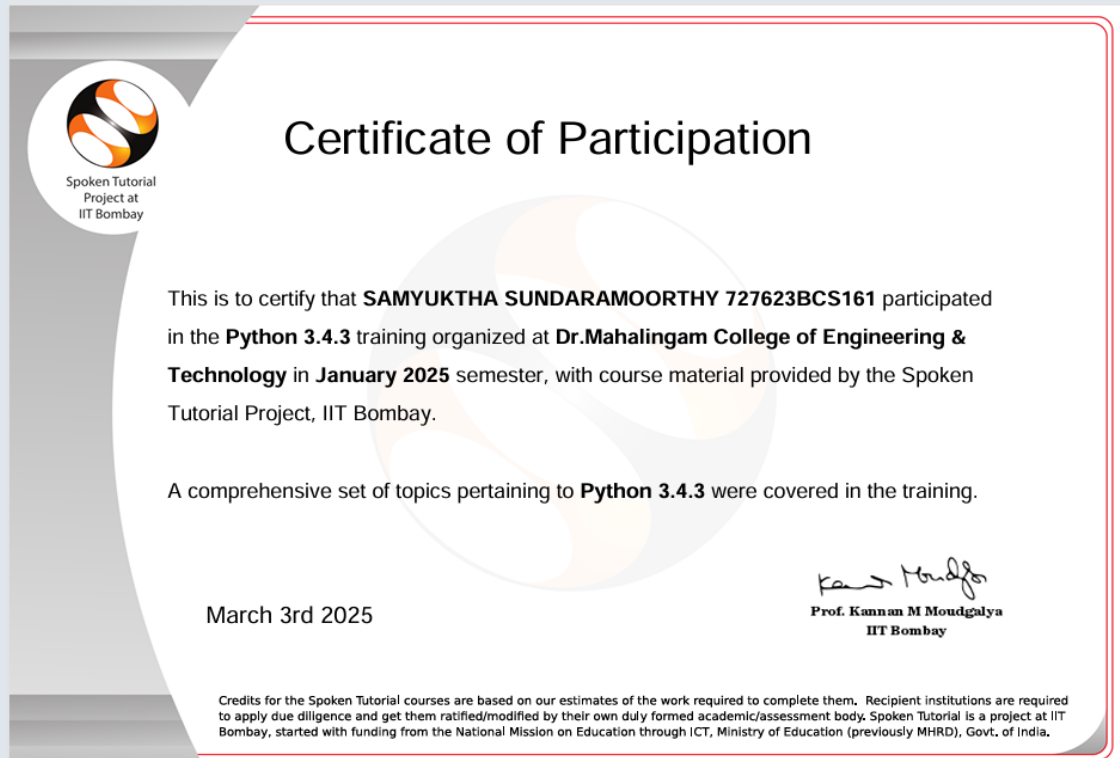 Spoken Tutorial
Project at
IIT Bombay
Certificate of Participation
This is to certify that SAMYUKTHA SUNDARAMOORTHY 727623BCS161 participated
in the Python 3.4.3 training organized at Dr.Mahalingam College of Engineering &
Technology in January 2025 semester, with course material provided by the Spoken
Tutorial Project, IIT Bombay.
A comprehensive set of topics pertaining to Python 3.4.3 were covered in the training.
March 3rd 2025
Kannan Moudgalya
Prof. Kannan M Moudgalya
IIT Bombay
Credits for the Spoken Tutorial courses are based on our estimates of the work required to complete them. Recipient institutions are required
to apply due diligence and get them ratified/modified by their own duly formed academic/assessment body. Spoken Tutorial is a project at IIT
Bombay, started with funding from the National Mission on Education through ICT, Ministry of Education (previously MHRD), Govt. of India.